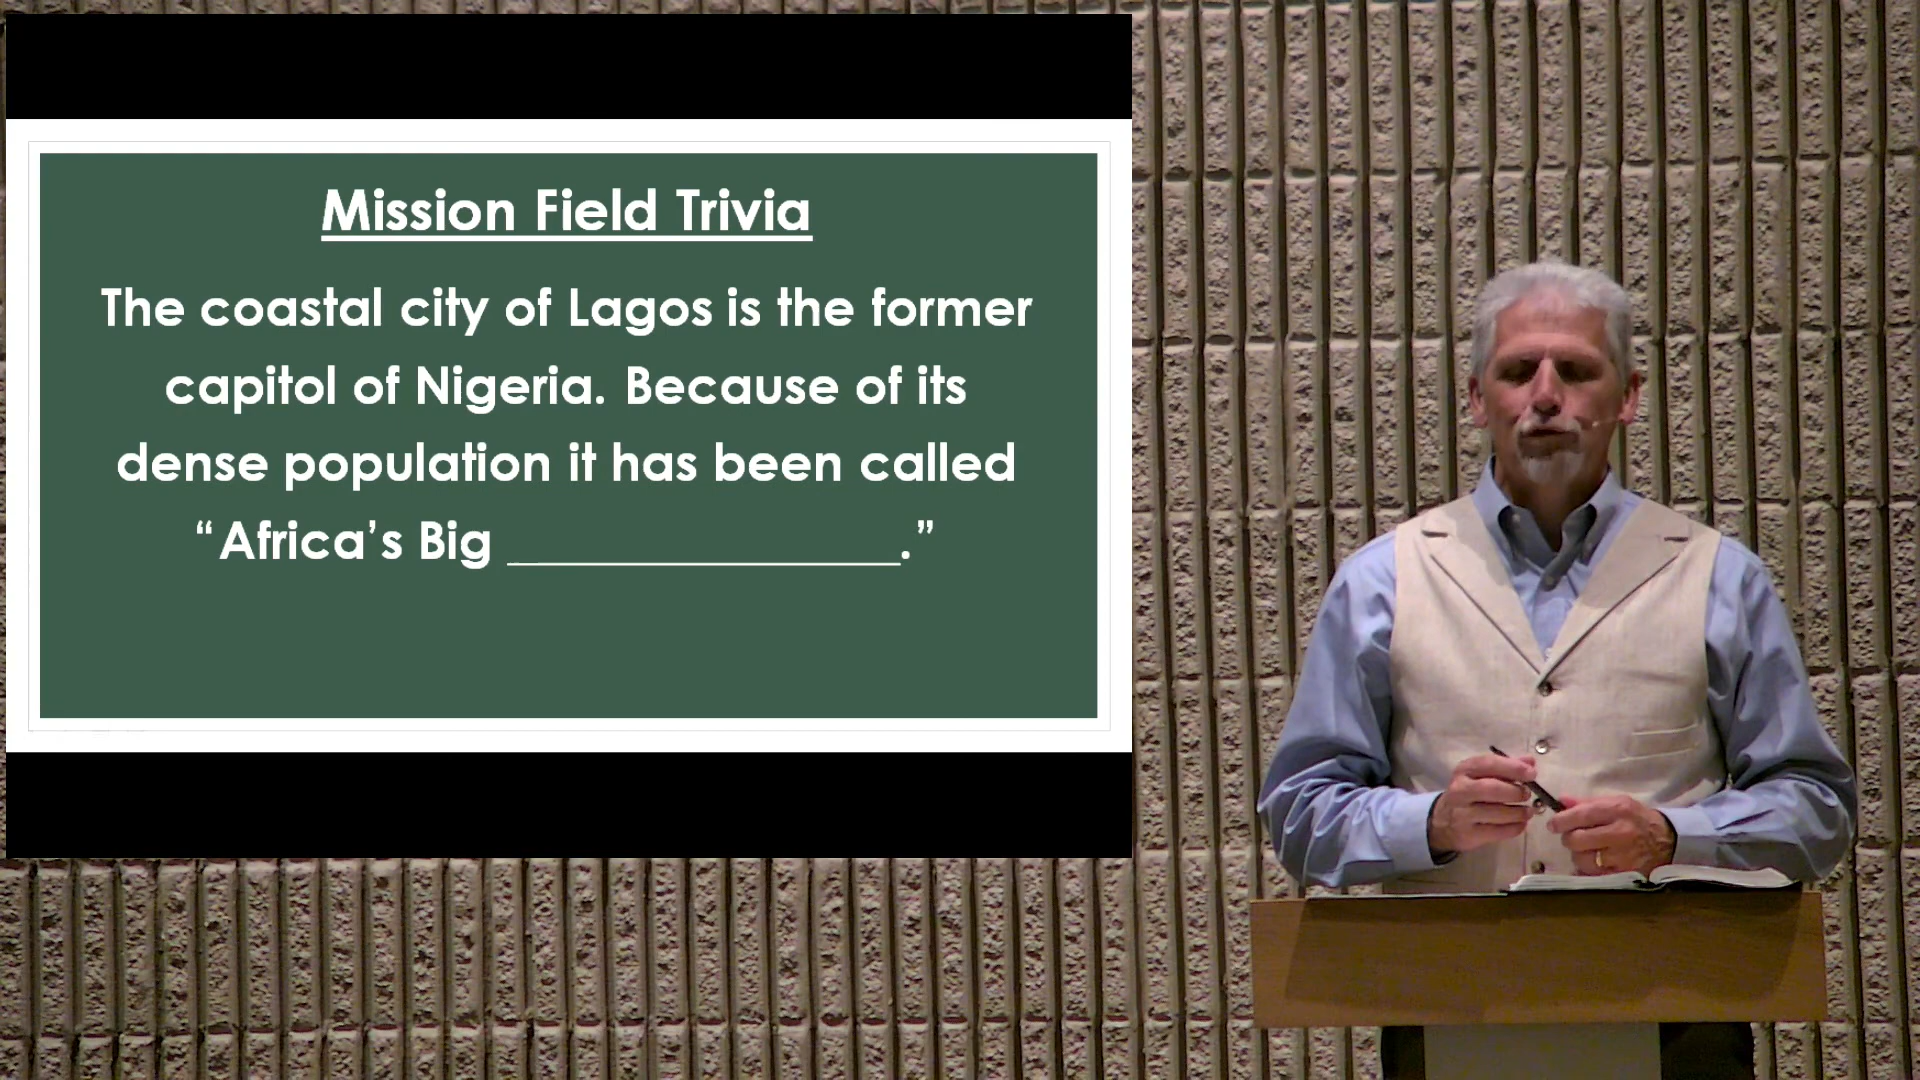 Mission Field Trivia
The coastal city of Lagos is the former
capitol of Nigeria. Because of its
dense population it has been called
“Africa’s Big _______________.”